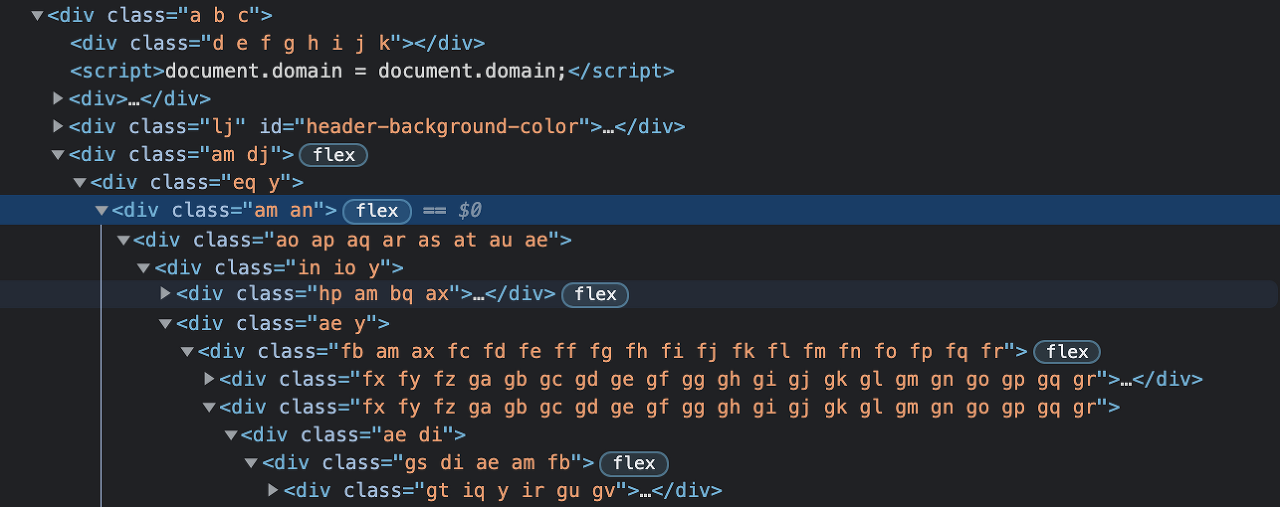 ▼<div class="a b c">
<div class="d e f g h i j k"></div>
<script>document.domain = document.domain;</script>
▶<div>…</div>
▶<div class="lj" id="header-background-color">…</div>
▼<div class="am dj"> flex
▼<div class="eq y">
▼<div class="am an"> flex == $0
▼<div class="ao ap aq ar as at au ae">
▼<div class="in io y">
▶<div class="hp am bq ax">…</div> flex
▼<div class="ae y">
▼<div class="fb am ax fc fd fe ff fg fh fi fj fk fl fm fn fo fp fq fr"> flex
▶<div class="fx fy fz ga gb gc gd ge gf gg gh gi gj gk gl gm gn go gp gq gr">…</div>
▼<div class="fx fy fz ga gb gc gd ge gf gg gh gi gj gk gl gm gn go gp gq gr">
▼<div class="ae di">
▼<div class="gs di ae am fb"> flex
▶<div class="gt iq y ir gu gv">…</div>